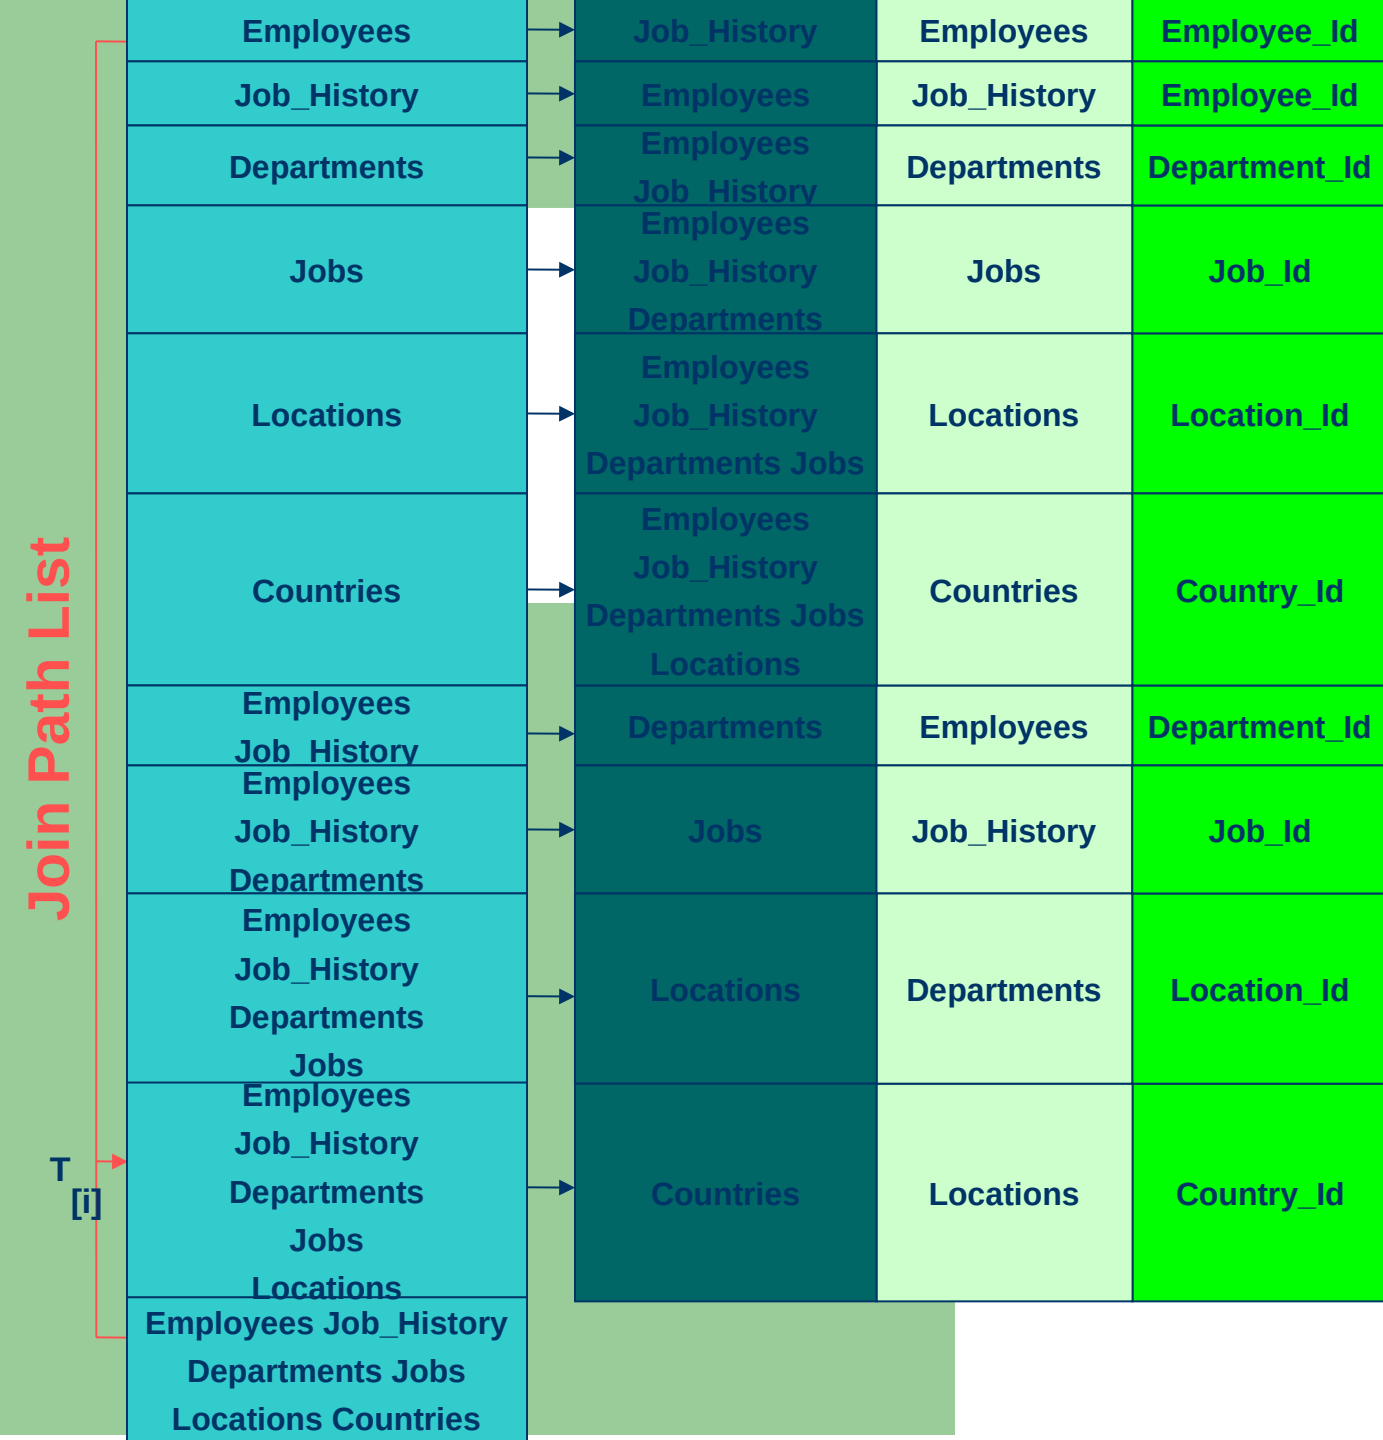 Join Path List
T
[i]
Employees
Job_History
Employees
Employee_Id
Job_History
Employees
Job_History
Employee_Id
Departments
Employees
Job_History
Departments
Department_Id
Jobs
Employees
Job_History
Departments
Jobs
Job_Id
Locations
Employees
Job_History
Departments Jobs
Locations
Location_Id
Countries
Employees
Job_History
Departments Jobs
Locations
Countries
Country_Id
Employees
Job_History
Departments
Employees
Department_Id
Employees
Job_History
Departments
Jobs
Job_History
Job_Id
Employees
Job_History
Departments
Jobs
Locations
Departments
Location_Id
Employees
Job_History
Departments
Jobs
Locations
Countries
Locations
Country_Id
Employees Job_History
Departments Jobs
Locations Countries